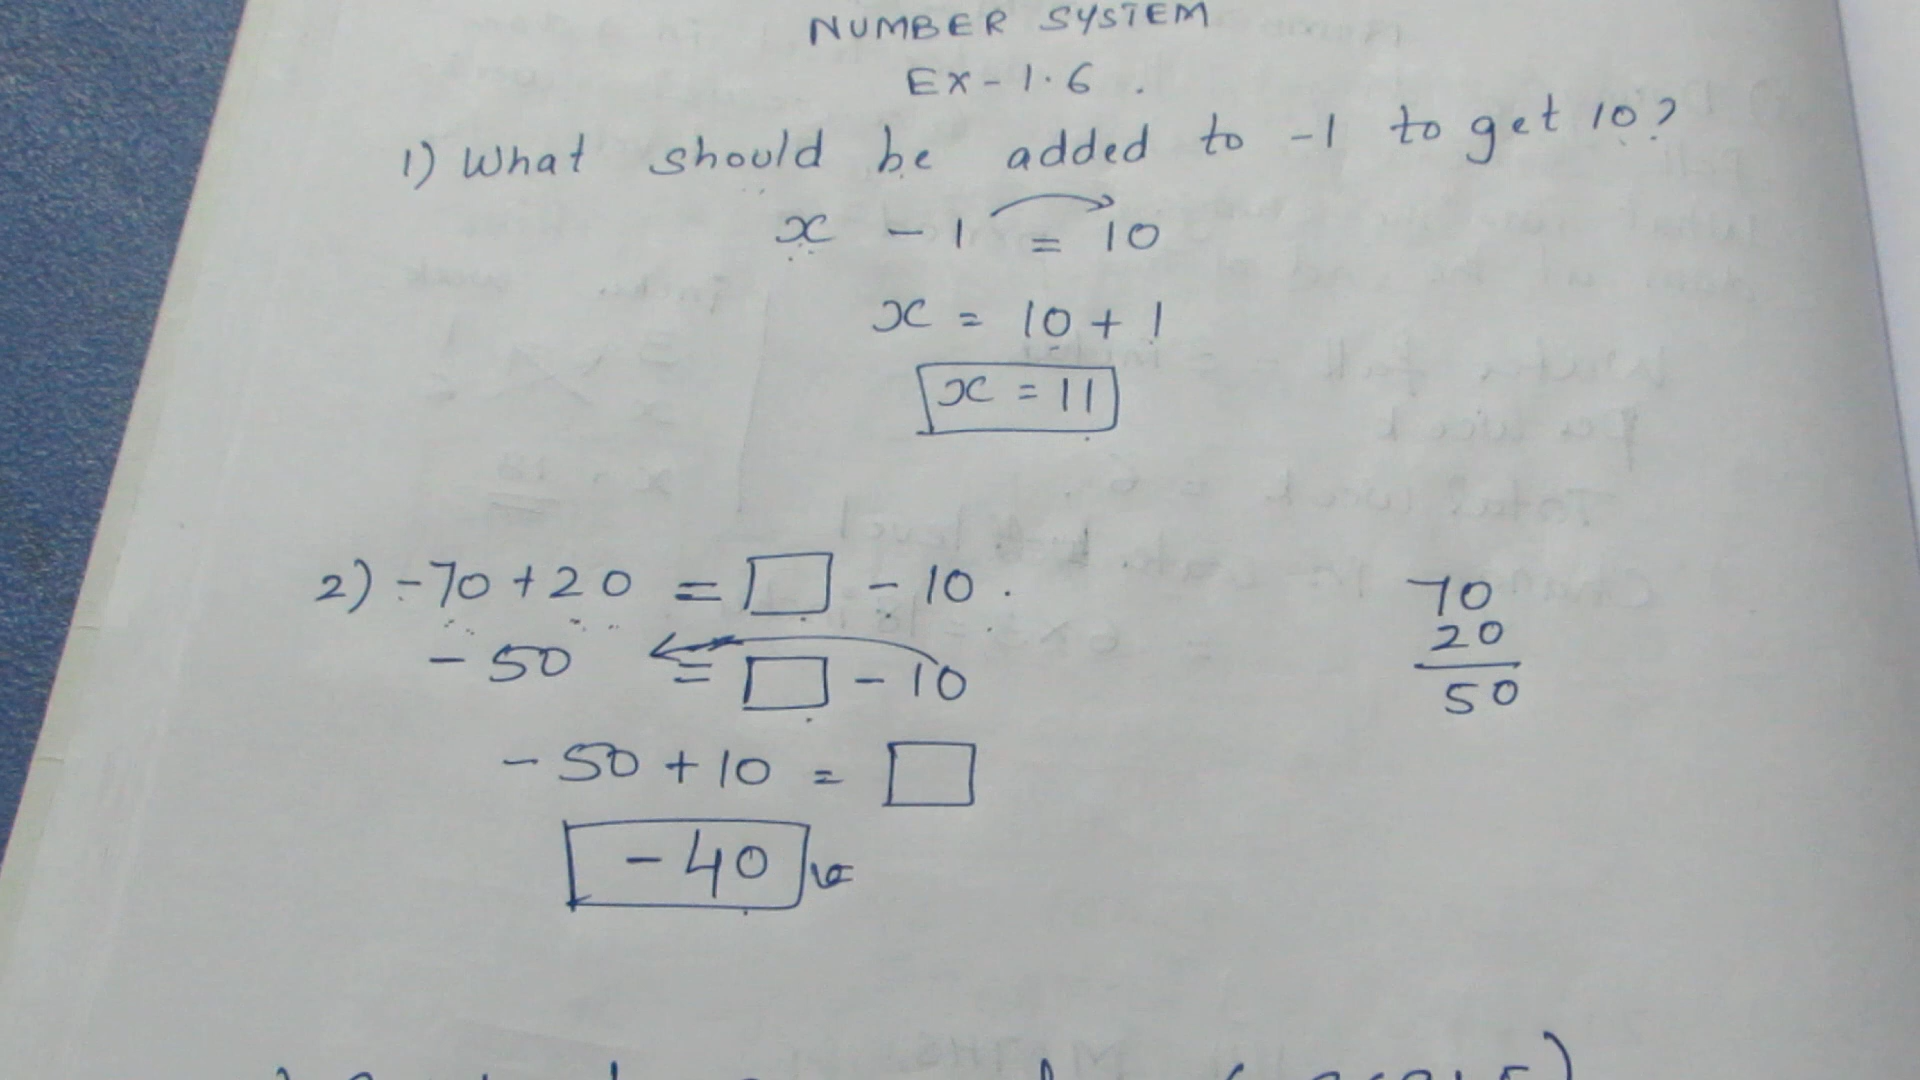 NUMBER SYSTEM
EX-1.6.
1) What should be added to -1 to get 10?
x - 1 = 10
x = 10 + 1
x = 11
2) -70 + 20 = □ - 10.
-50 = □ - 10
-50 + 10 = □
-40
70
20
50